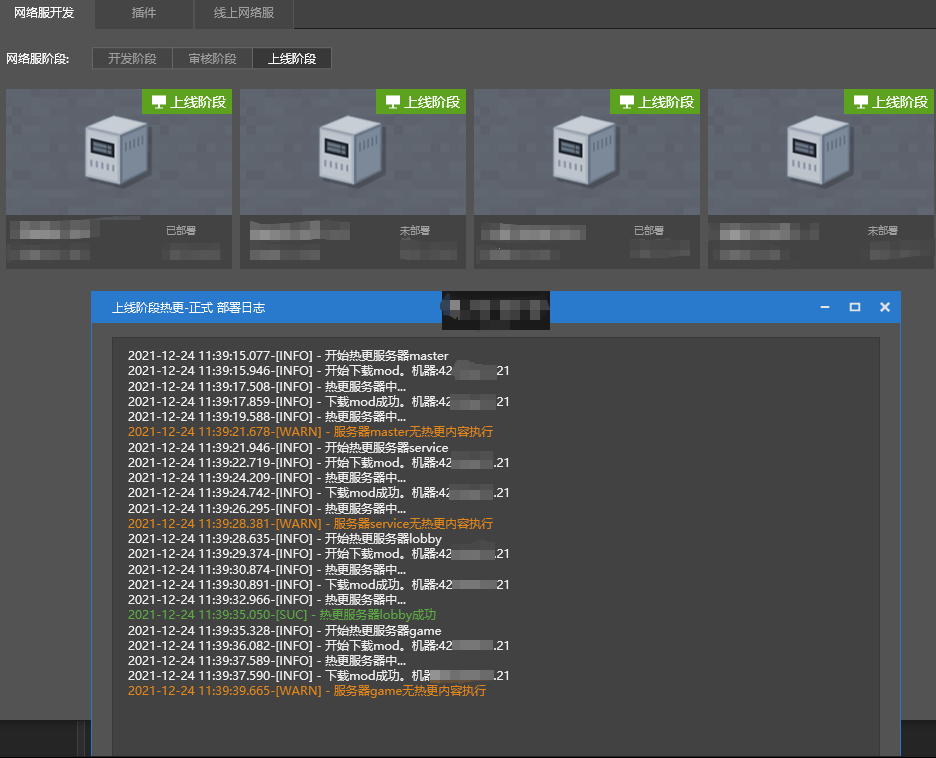 网络服开发 插件 线上网络服
网络服阶段: 开发阶段 审核阶段 上线阶段
上线阶段 上线阶段 上线阶段 上线阶段
已部署 未部署 已部署 未部署
上线阶段热更-正式 部署日志
2021-12-24 11:39:15.077-[INFO] - 开始热更服务器master
2021-12-24 11:39:15.946-[INFO] - 开始下载mod。机器:42 21
2021-12-24 11:39:17.508-[INFO] - 热更服务器中...
2021-12-24 11:39:17.859-[INFO] - 下载mod成功。机器:42 21
2021-12-24 11:39:19.588-[INFO] - 热更服务器中...
2021-12-24 11:39:21.678-[WARN] - 服务器master无热更内容执行
2021-12-24 11:39:21.946-[INFO] - 开始热更服务器service
2021-12-24 11:39:22.719-[INFO] - 开始下载mod。机器:42 .21
2021-12-24 11:39:24.209-[INFO] - 热更服务器中...
2021-12-24 11:39:24.742-[INFO] - 下载mod成功。机器:42 .21
2021-12-24 11:39:26.295-[INFO] - 热更服务器中...
2021-12-24 11:39:28.381-[WARN] - 服务器service无热更内容执行
2021-12-24 11:39:28.635-[INFO] - 开始热更服务器lobby
2021-12-24 11:39:29.374-[INFO] - 开始下载mod。机器:42 .21
2021-12-24 11:39:30.874-[INFO] - 热更服务器中...
2021-12-24 11:39:30.891-[INFO] - 下载mod成功。机器:42 21
2021-12-24 11:39:32.966-[INFO] - 热更服务器中...
2021-12-24 11:39:35.050-[SUC] - 热更服务器lobby成功
2021-12-24 11:39:35.328-[INFO] - 开始热更服务器game
2021-12-24 11:39:36.082-[INFO] - 开始下载mod。机器:42 .21
2021-12-24 11:39:37.589-[INFO] - 热更服务器中...
2021-12-24 11:39:37.590-[INFO] - 下载mod成功。机器 .21
2021-12-24 11:39:39.665-[WARN] - 服务器game无热更内容执行